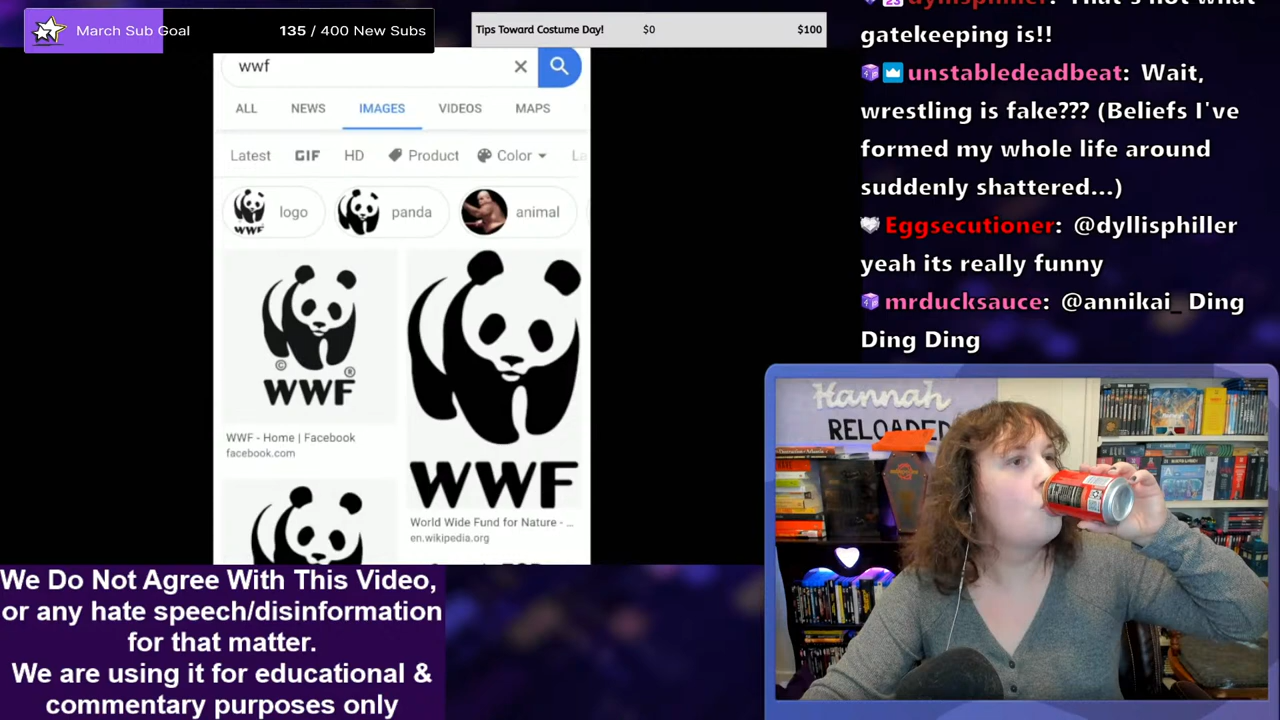 March Sub Goal 135 / 400 New Subs
Tips Toward Costume Day! $0 $100
wwf
ALL NEWS IMAGES VIDEOS MAPS
Latest GIF HD Product Color La
logo panda animal
© ®
WWF
WWF
WWF - Home | Facebook
facebook.com
World Wide Fund for Nature - ...
en.wikipedia.org
We Do Not Agree With This Video,
or any hate speech/disinformation
for that matter.
We are using it for educational &
commentary purposes only
dyllisphiller: That's not what
gatekeeping is!!
unstabledeadbeat: Wait,
wrestling is fake??? (Beliefs I've
formed my whole life around
suddenly shattered...)
Eggsecutioner: @dyllisphiller
yeah its really funny
mrducksauce: @annikai_ Ding
Ding Ding
Hannah
RELOADED